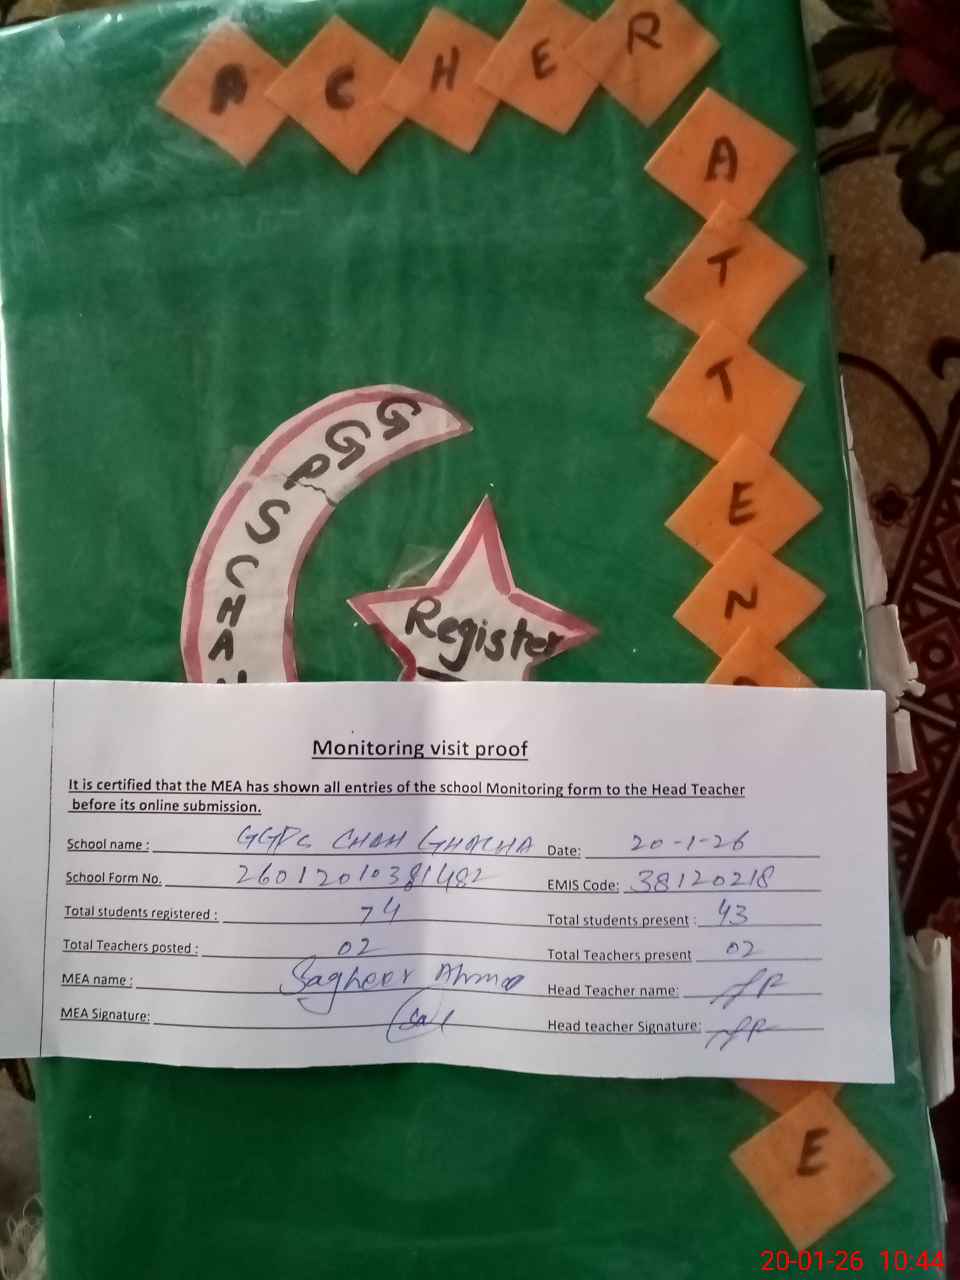 ACHER
ATTEN
E
GGPS CHA
Register
Monitoring visit proof
It is certified that the MEA has shown all entries of the school Monitoring form to the Head Teacher
before its online submission.
School name : GGPS CHAH GHACHA Date: 20-1-26
School Form No. 26012010381482 EMIS Code: 38120218
Total students registered : 74 Total students present : 43
Total Teachers posted : 02 Total Teachers present 02
MEA name : Sagheer Ahmad Head Teacher name:
MEA Signature: Head teacher Signature:
20-01-26 10:44